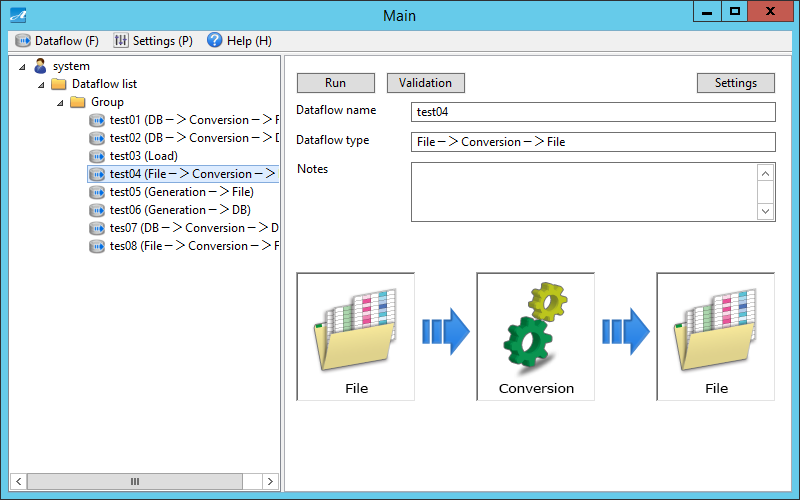 Main
Dataflow (F) Settings (P) Help (H)
system
Dataflow list
Group
test01 (DB－＞Conversion－＞F
test02 (DB－＞Conversion－＞D
test03 (Load)
test04 (File－＞Conversion－＞
test05 (Generation－＞File)
test06 (Generation－＞DB)
tes07 (DB－＞Conversion－＞D
tes08 (File－＞Conversion－＞F
Run Validation Settings
Dataflow name test04
Dataflow type File－＞Conversion－＞File
Notes
File Conversion File